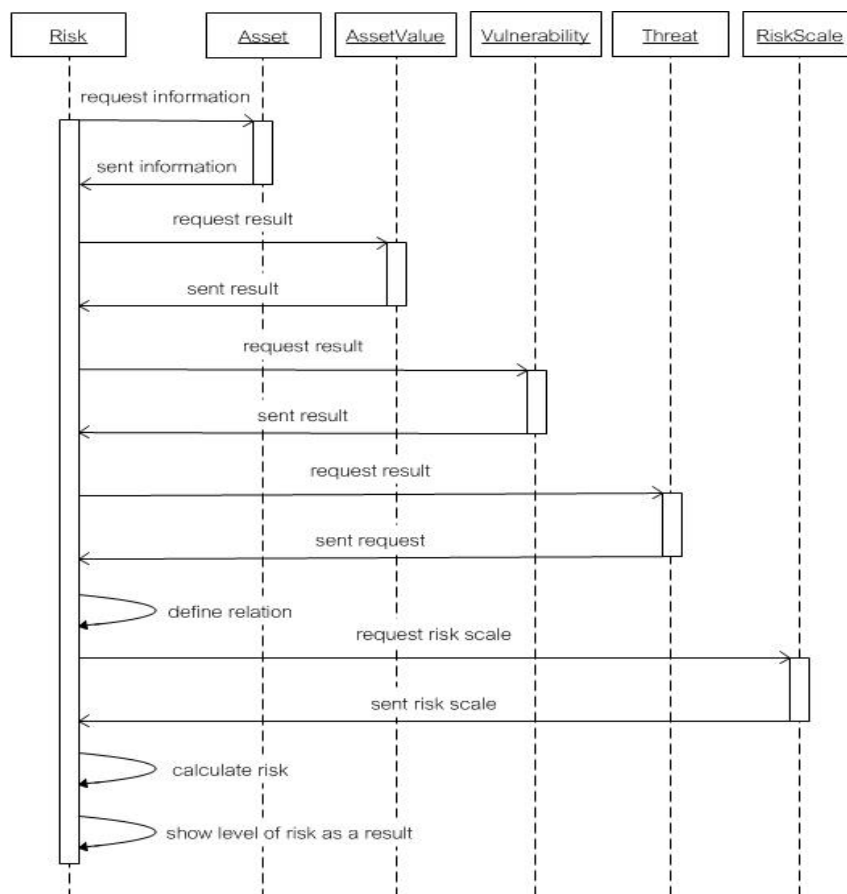 Risk
Asset
AssetValue
Vulnerability
Threat
RiskScale
request information
sent information
request result
sent result
request result
sent result
request result
sent request
define relation
request risk scale
sent risk scale
calculate risk
show level of risk as a result